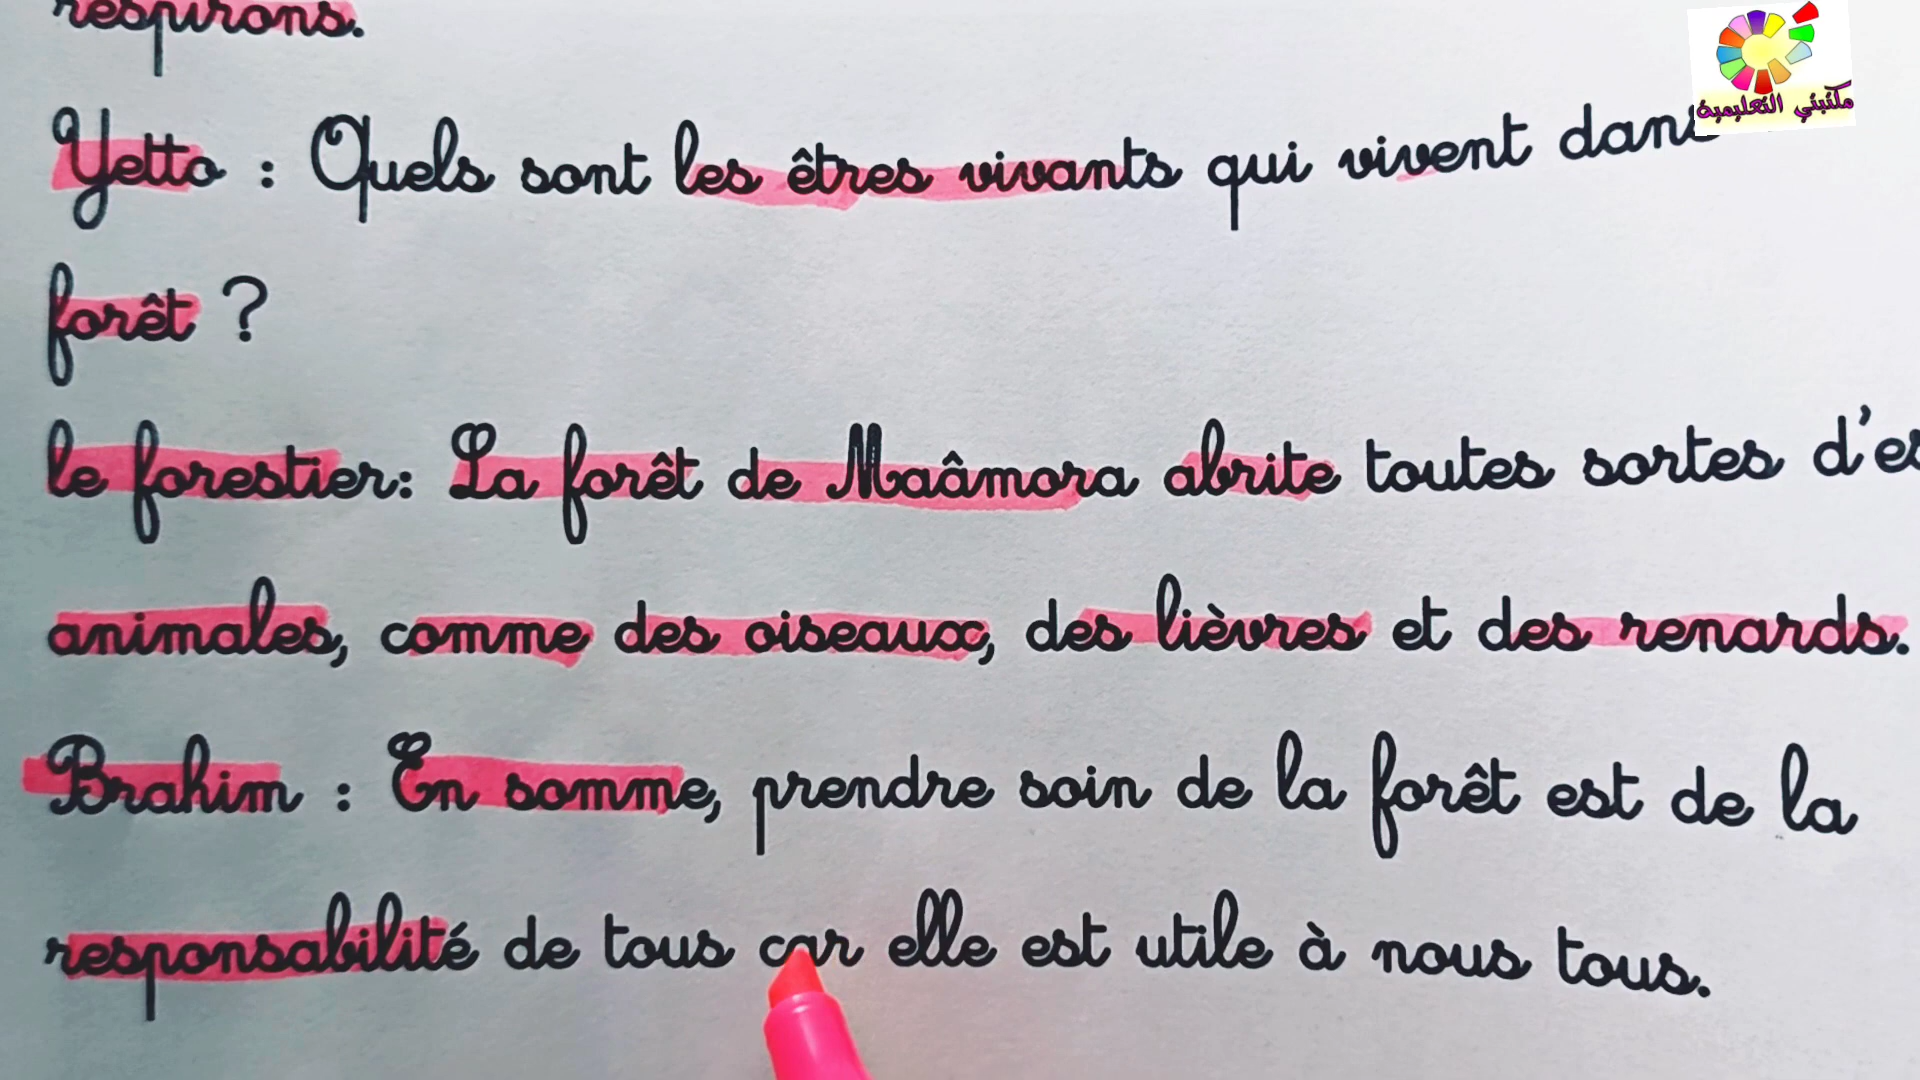 respirons.
Yetto : Quels sont les êtres vivants qui vivent dans
forêt ?
le forestier: La forêt de Maâmora abrite toutes sortes d'es
animales, comme des oiseaux, des lièvres et des renards.
Brahim : En somme, prendre soin de la forêt est de la
responsabilité de tous car elle est utile à nous tous.
مكتبتي التعليمية